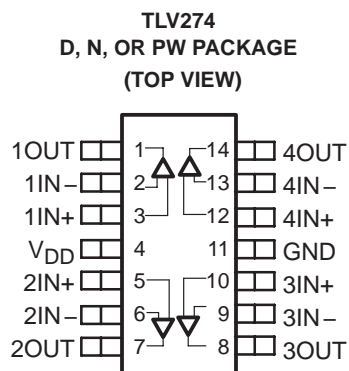 TLV274
D, N, OR PW PACKAGE
(TOP VIEW)
1OUT 1 14 4OUT
1IN− 2 13 4IN−
1IN+ 3 12 4IN+
VDD 4 11 GND
2IN+ 5 10 3IN+
2IN− 6 9 3IN−
2OUT 7 8 3OUT